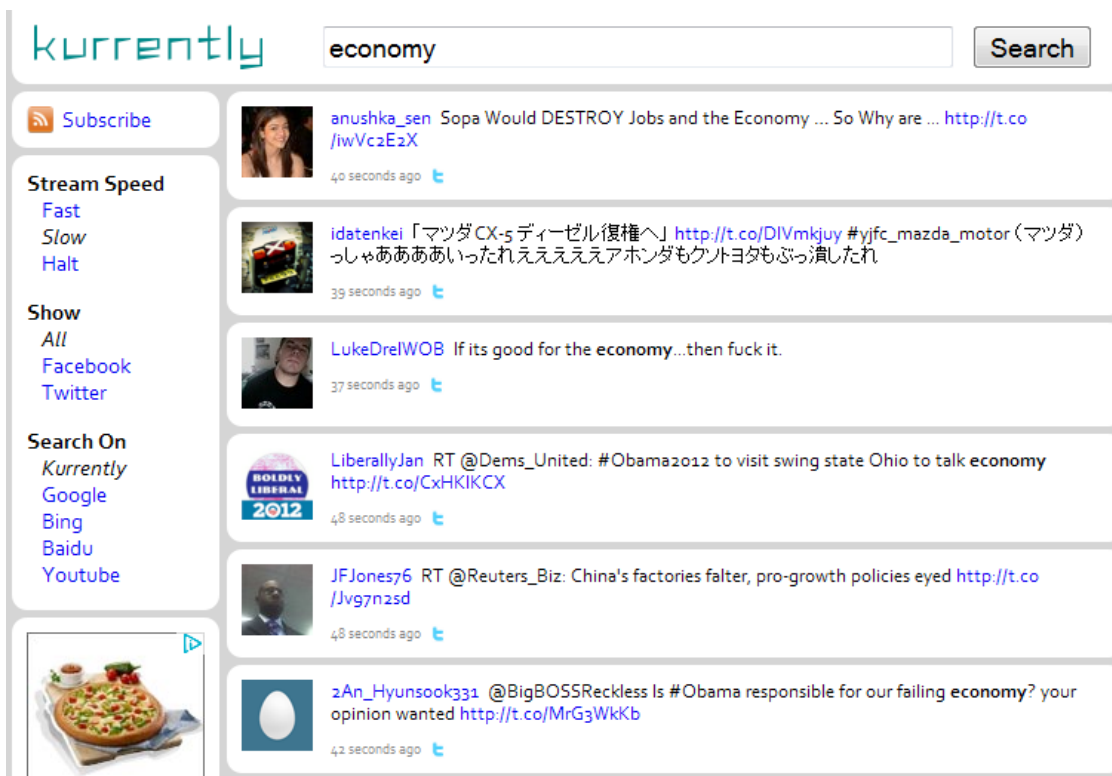 kurrently
economy
Search
Subscribe
Stream Speed
Fast
Slow
Halt
Show
All
Facebook
Twitter
Search On
Kurrently
Google
Bing
Baidu
Youtube
anushka_sen Sopa Would DESTROY Jobs and the Economy ... So Why are ... http://t.co
/iwVc2E2X
40 seconds ago
idatenkei「マツダCX-5ディーゼル復権へ」http://t.co/DIVmkjuy #yjfc_mazda_motor（マツダ）
っしゃああああいったれええええええアホンダもクソトヨダもぶっ潰したれ
39 seconds ago
LukeDrelWOB If its good for the economy...then fuck it.
37 seconds ago
LiberallyJan RT @Dems_United: #Obama2012 to visit swing state Ohio to talk economy
http://t.co/CxHKlKCX
48 seconds ago
BOLDLY
LIBERAL
2012
JFJones76 RT @Reuters_Biz: China's factories falter, pro-growth policies eyed http://t.co
/Jv97n2sd
48 seconds ago
2An_Hyunsook331 @BigBOSSReckless Is #Obama responsible for our failing economy? your
opinion wanted http://t.co/MrG3WkKb
42 seconds ago